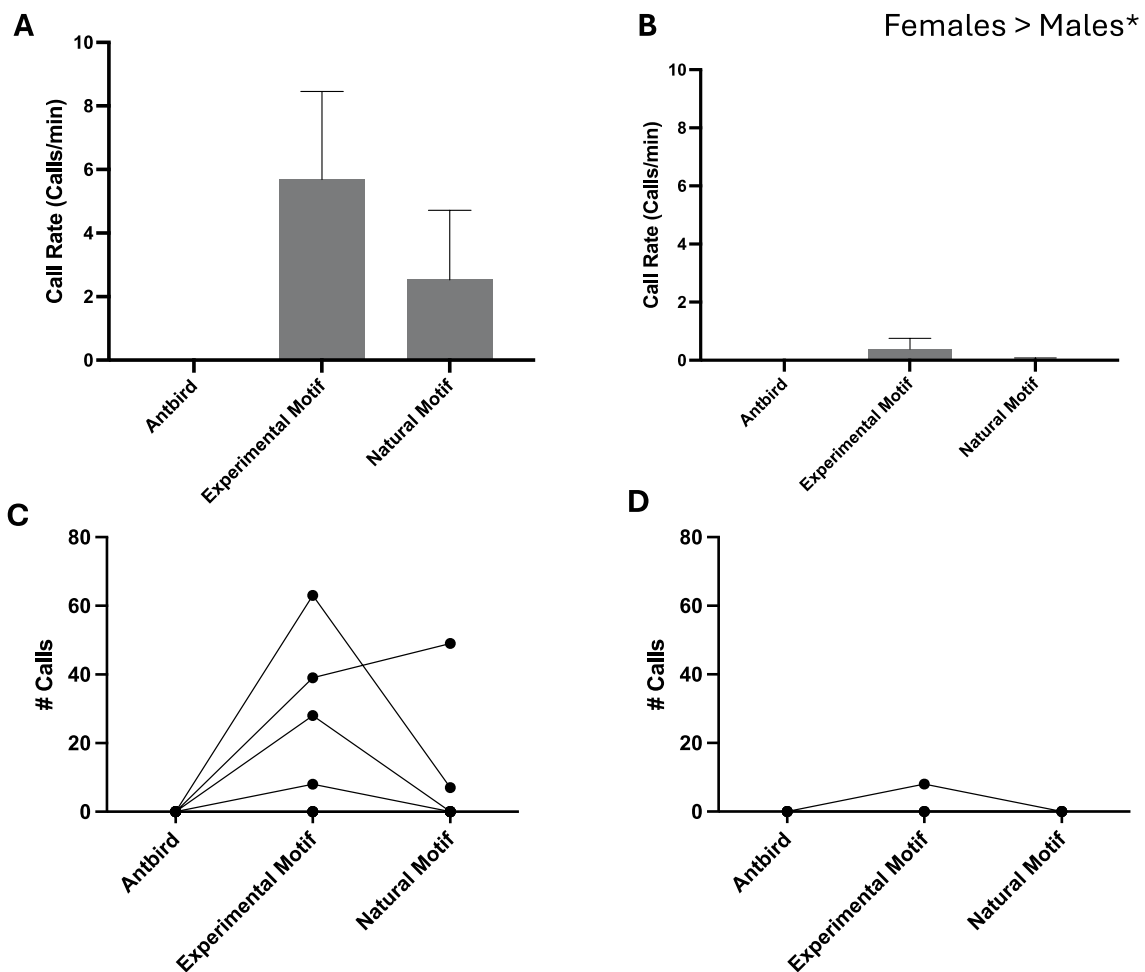 A
10
8
6
4
2
0
Call Rate (Calls/min)
Antbird
Experimental Motif
Natural Motif
B
Females > Males*
10
8
6
4
2
0
Call Rate (Calls/min)
Antbird
Experimental Motif
Natural Motif
C
80
60
40
20
0
# Calls
Antbird
Experimental Motif
Natural Motif
D
80
60
40
20
0
# Calls
Antbird
Experimental Motif
Natural Motif